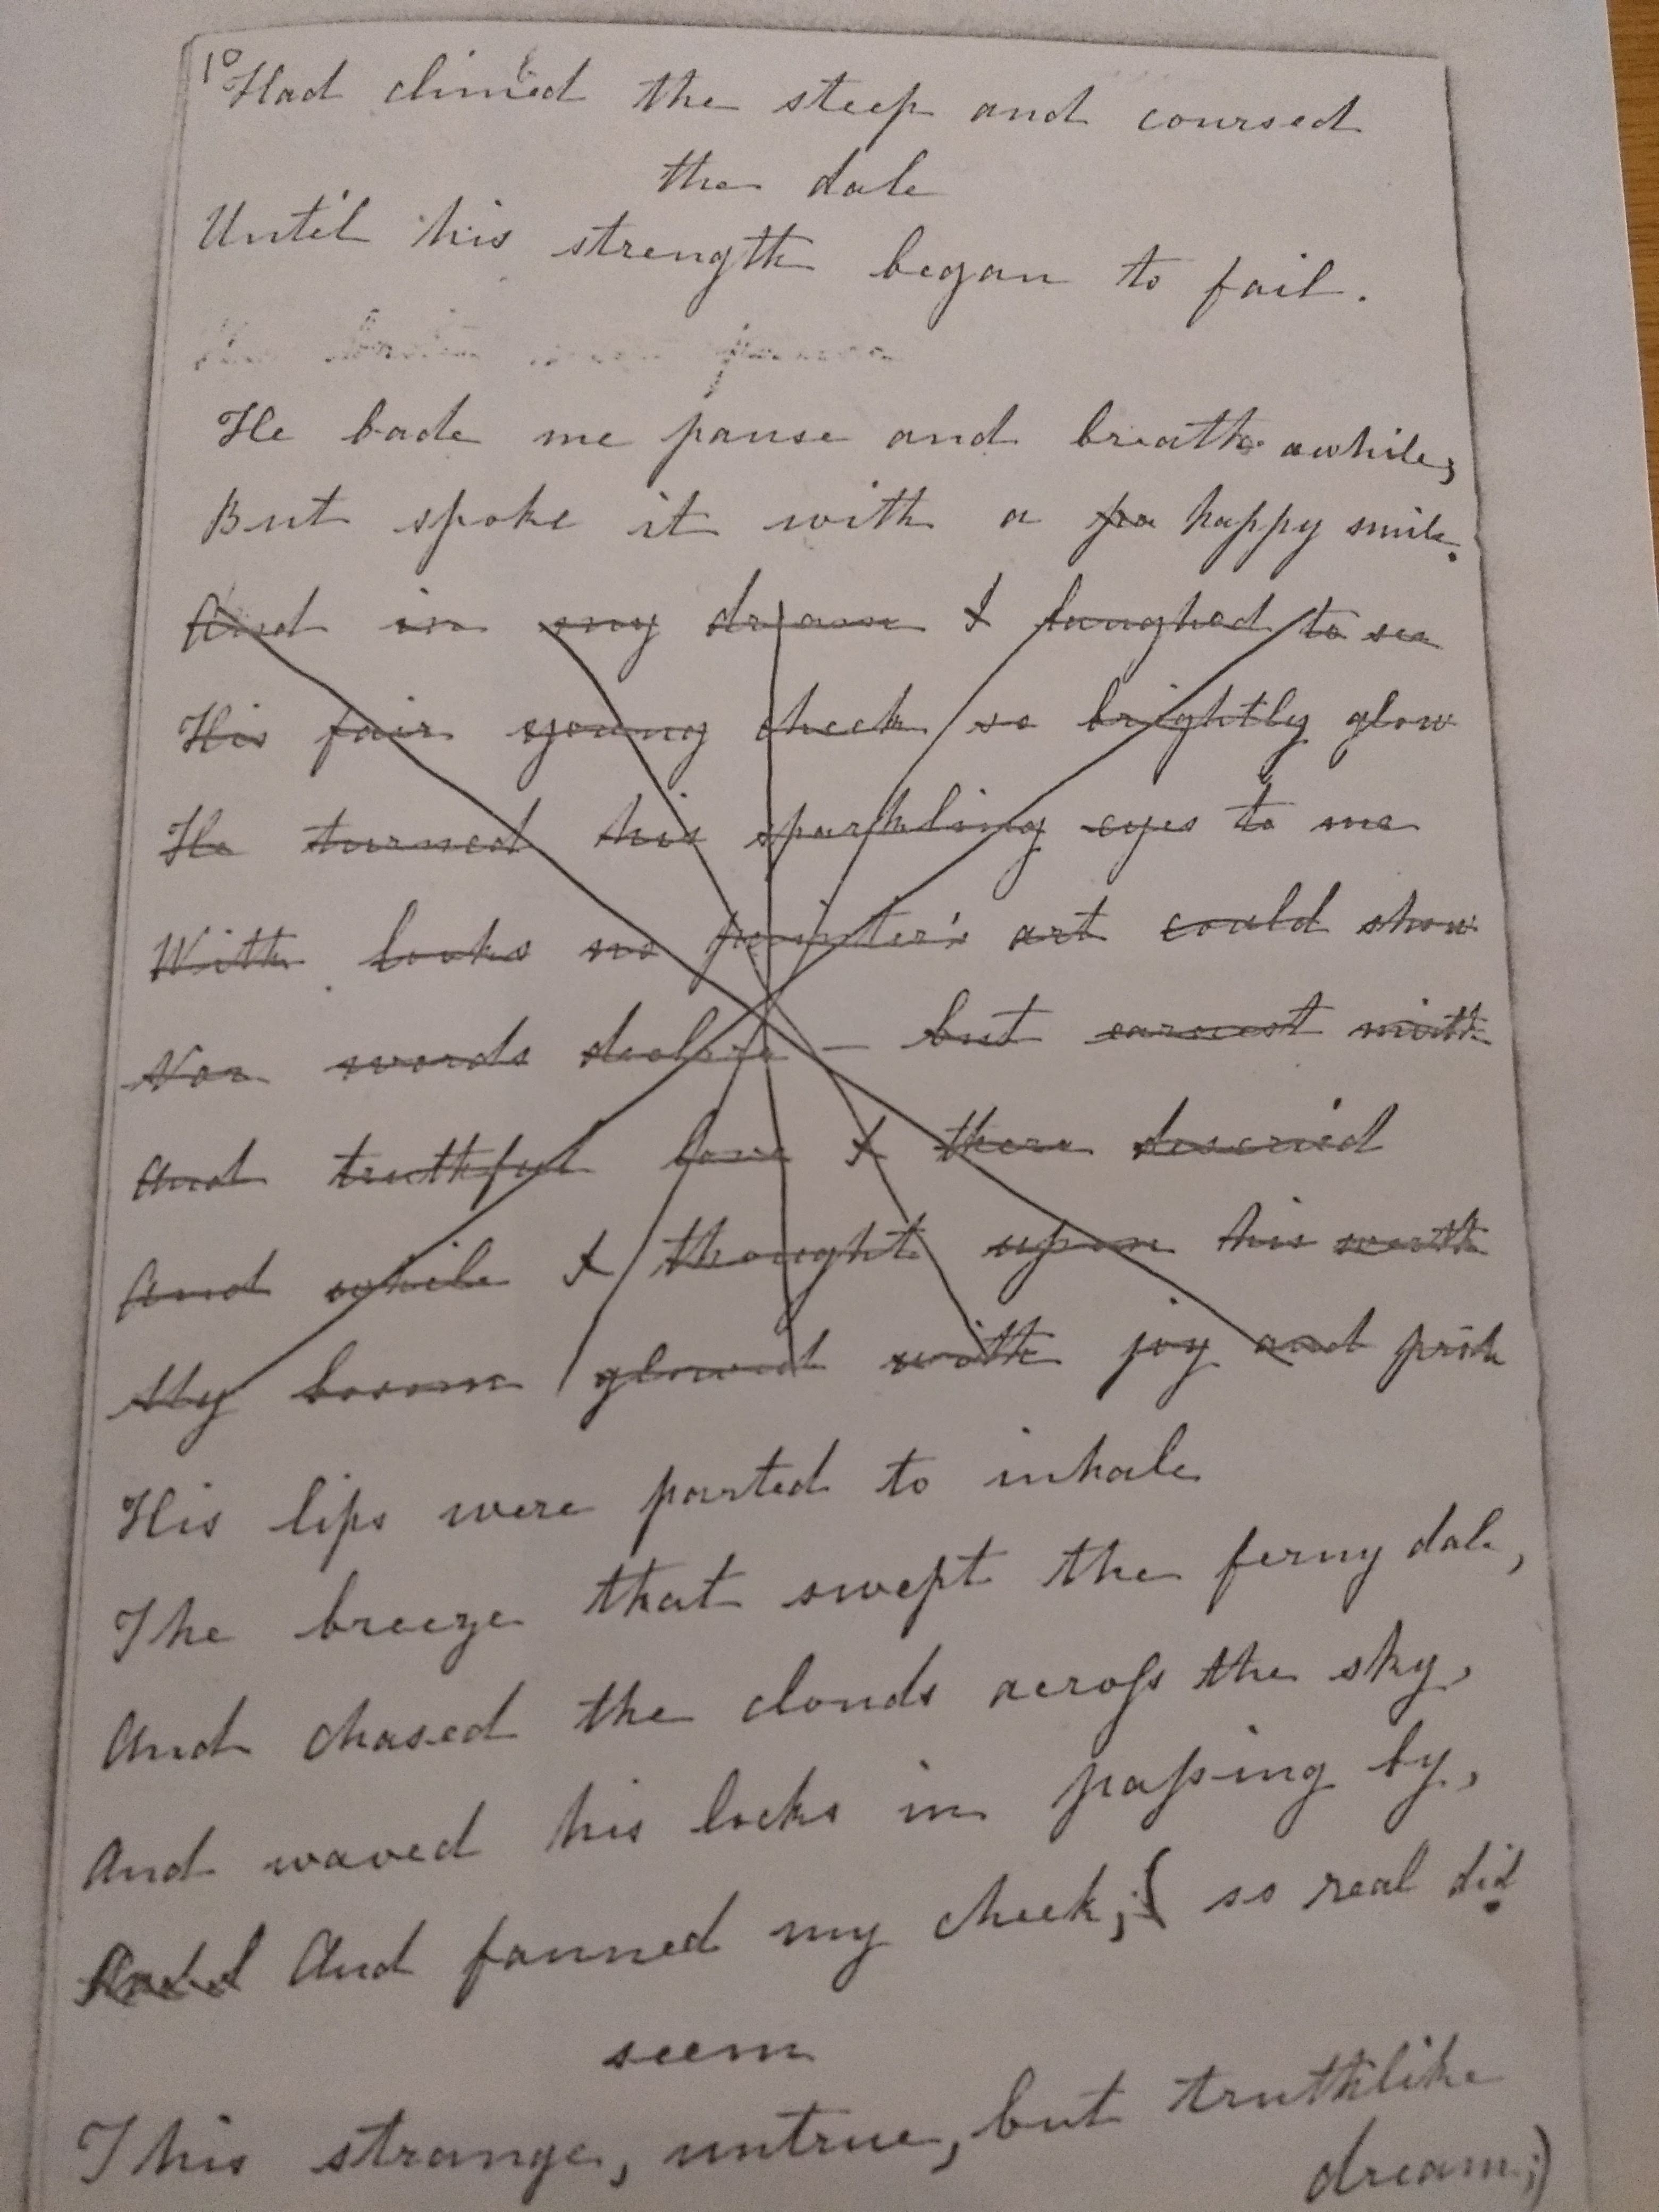 10
Had climbed the steep and coursed
the dale
Until his strength began to fail.
He bade me pause and breathe awhile,
But spoke it with a happy smile.
And in my dream I laughed to see
His fair young cheek so brightly glow
He turned his sparkling eyes to me
With looks no painter's art could show
Nor words declare – but earnest mirth
And truthful love I there descried
And while I thought upon his worth
My bosom glowed with joy and pride
His lips were parted to inhale
The breeze that swept the ferny dale,
And chased the clouds acroſs the sky,
And waved his locks in paſsing by,
And fanned my cheek; ( so real did
seem
This strange, untrue, but truthlike
dream;)